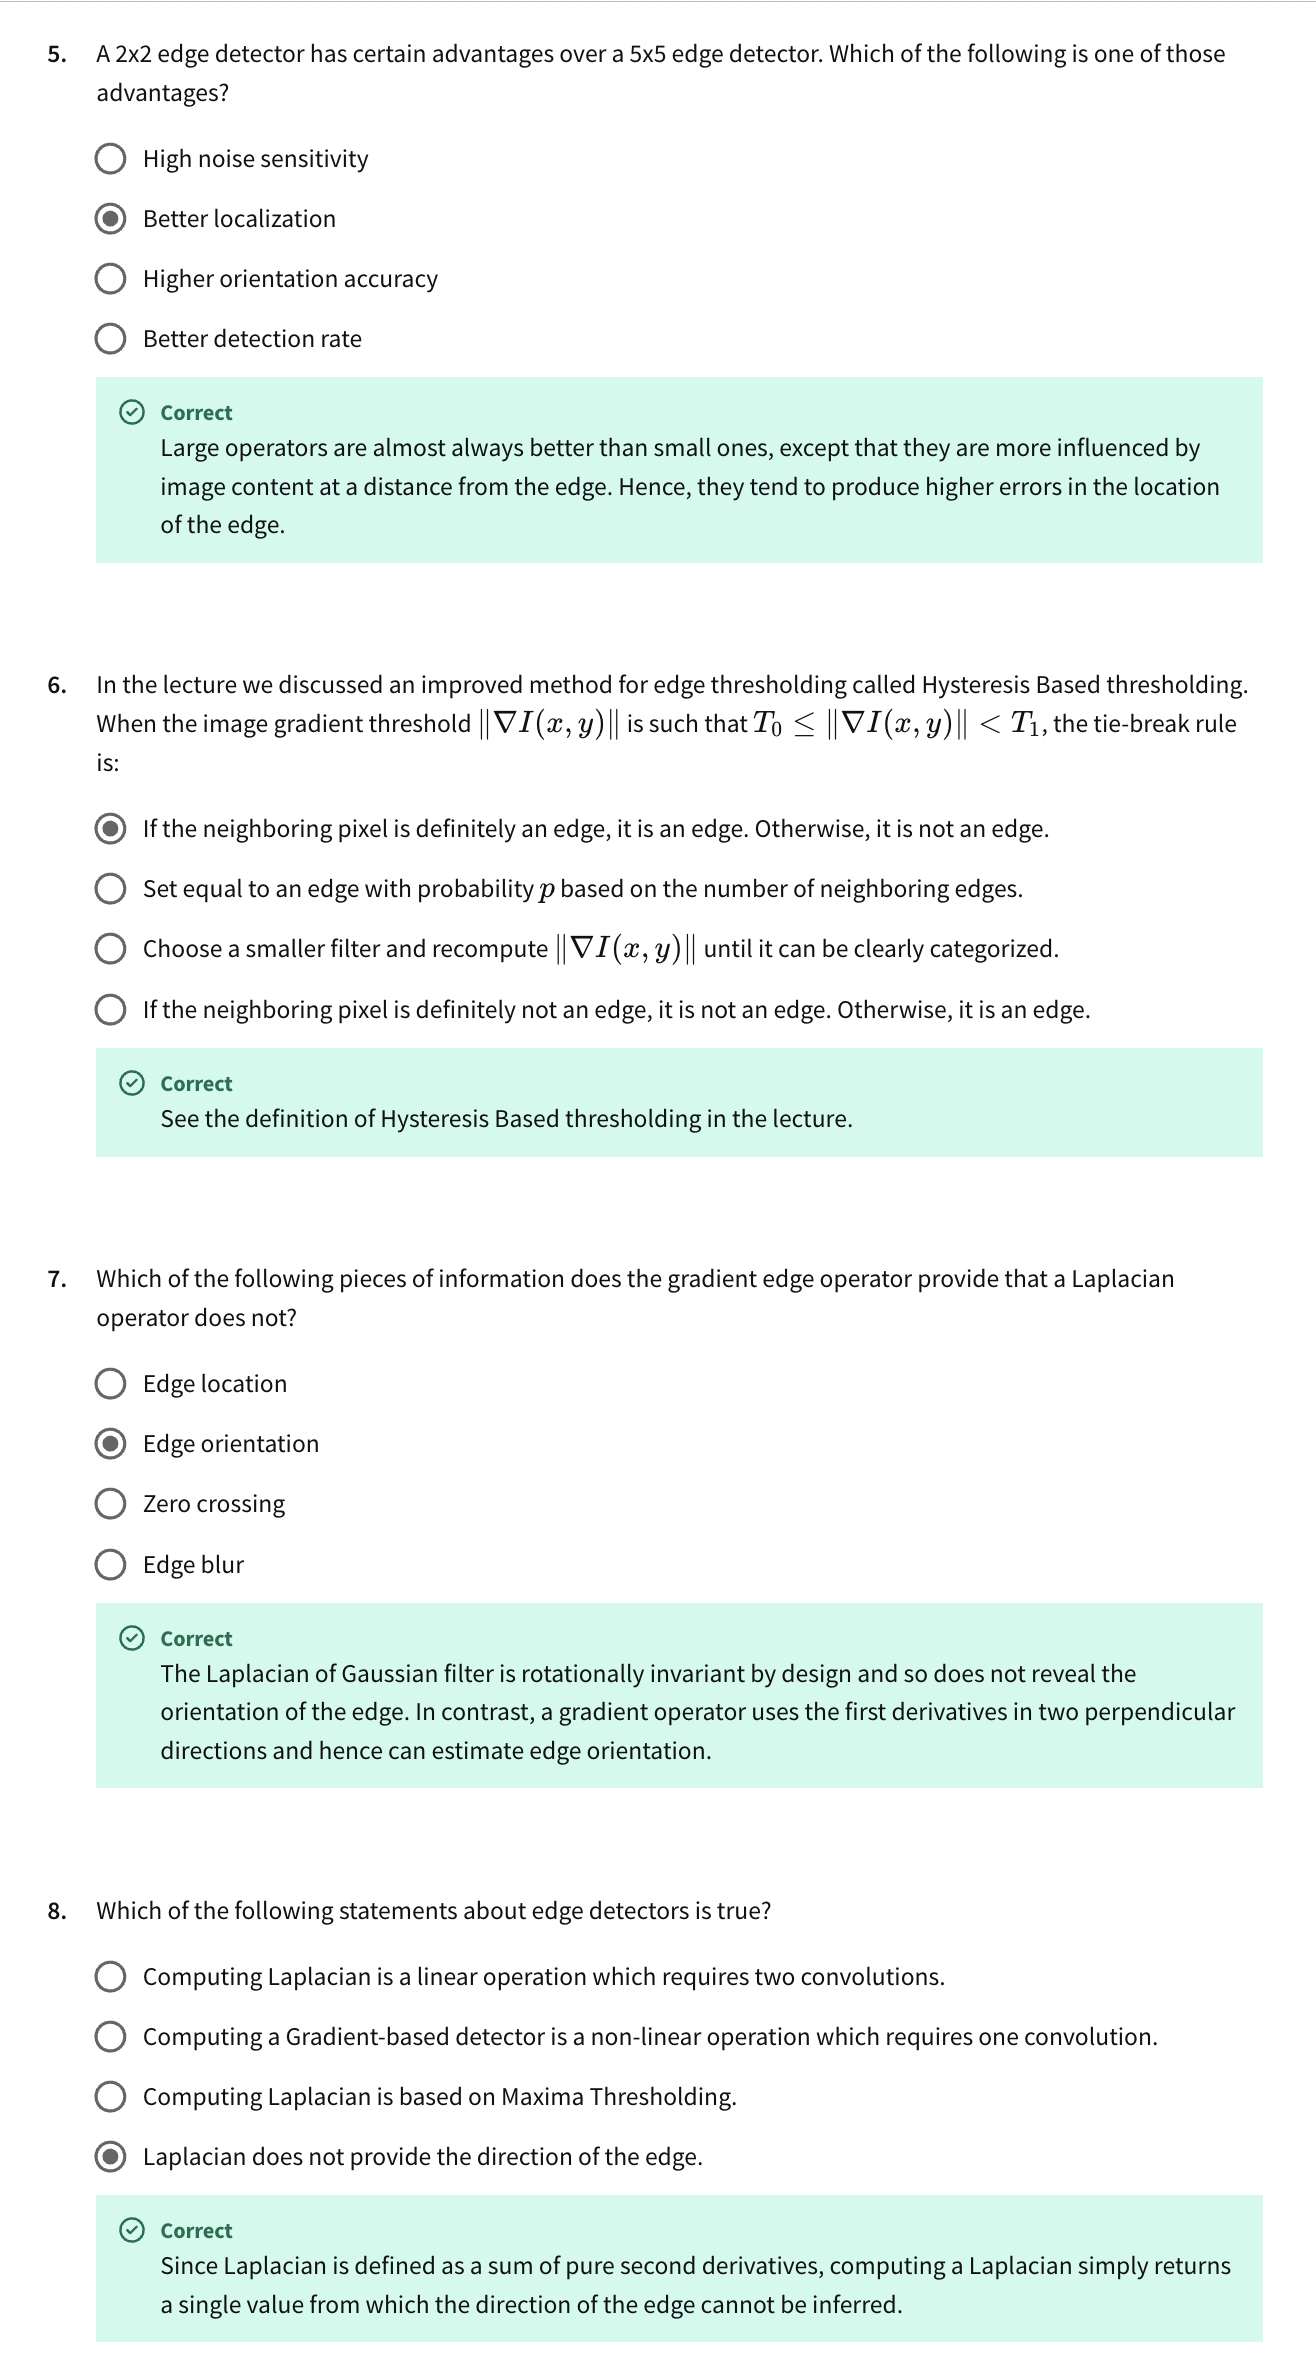 5. A 2x2 edge detector has certain advantages over a 5x5 edge detector. Which of the following is one of those
advantages?
High noise sensitivity
Better localization
Higher orientation accuracy
Better detection rate
Correct
Large operators are almost always better than small ones, except that they are more influenced by
image content at a distance from the edge. Hence, they tend to produce higher errors in the location
of the edge.
6. In the lecture we discussed an improved method for edge thresholding called Hysteresis Based thresholding.
When the image gradient threshold ‖∇I(x, y)‖ is such that T₀ ≤ ‖∇I(x, y)‖ < T₁, the tie-break rule
is:
If the neighboring pixel is definitely an edge, it is an edge. Otherwise, it is not an edge.
Set equal to an edge with probability p based on the number of neighboring edges.
Choose a smaller filter and recompute ‖∇I(x, y)‖ until it can be clearly categorized.
If the neighboring pixel is definitely not an edge, it is not an edge. Otherwise, it is an edge.
Correct
See the definition of Hysteresis Based thresholding in the lecture.
7. Which of the following pieces of information does the gradient edge operator provide that a Laplacian
operator does not?
Edge location
Edge orientation
Zero crossing
Edge blur
Correct
The Laplacian of Gaussian filter is rotationally invariant by design and so does not reveal the
orientation of the edge. In contrast, a gradient operator uses the first derivatives in two perpendicular
directions and hence can estimate edge orientation.
8. Which of the following statements about edge detectors is true?
Computing Laplacian is a linear operation which requires two convolutions.
Computing a Gradient-based detector is a non-linear operation which requires one convolution.
Computing Laplacian is based on Maxima Thresholding.
Laplacian does not provide the direction of the edge.
Correct
Since Laplacian is defined as a sum of pure second derivatives, computing a Laplacian simply returns
a single value from which the direction of the edge cannot be inferred.